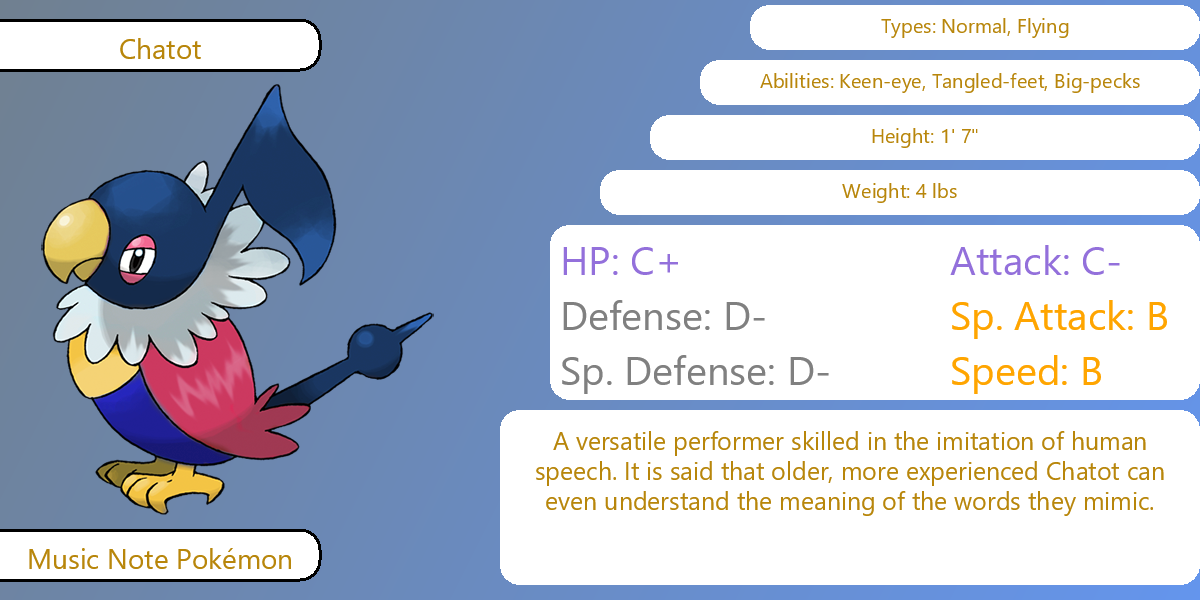 Chatot
Types: Normal, Flying
Abilities: Keen-eye, Tangled-feet, Big-pecks
Height: 1' 7"
Weight: 4 lbs
HP: C+ Attack: C-
Defense: D- Sp. Attack: B
Sp. Defense: D- Speed: B
A versatile performer skilled in the imitation of human
speech. It is said that older, more experienced Chatot can
even understand the meaning of the words they mimic.
Music Note Pokémon